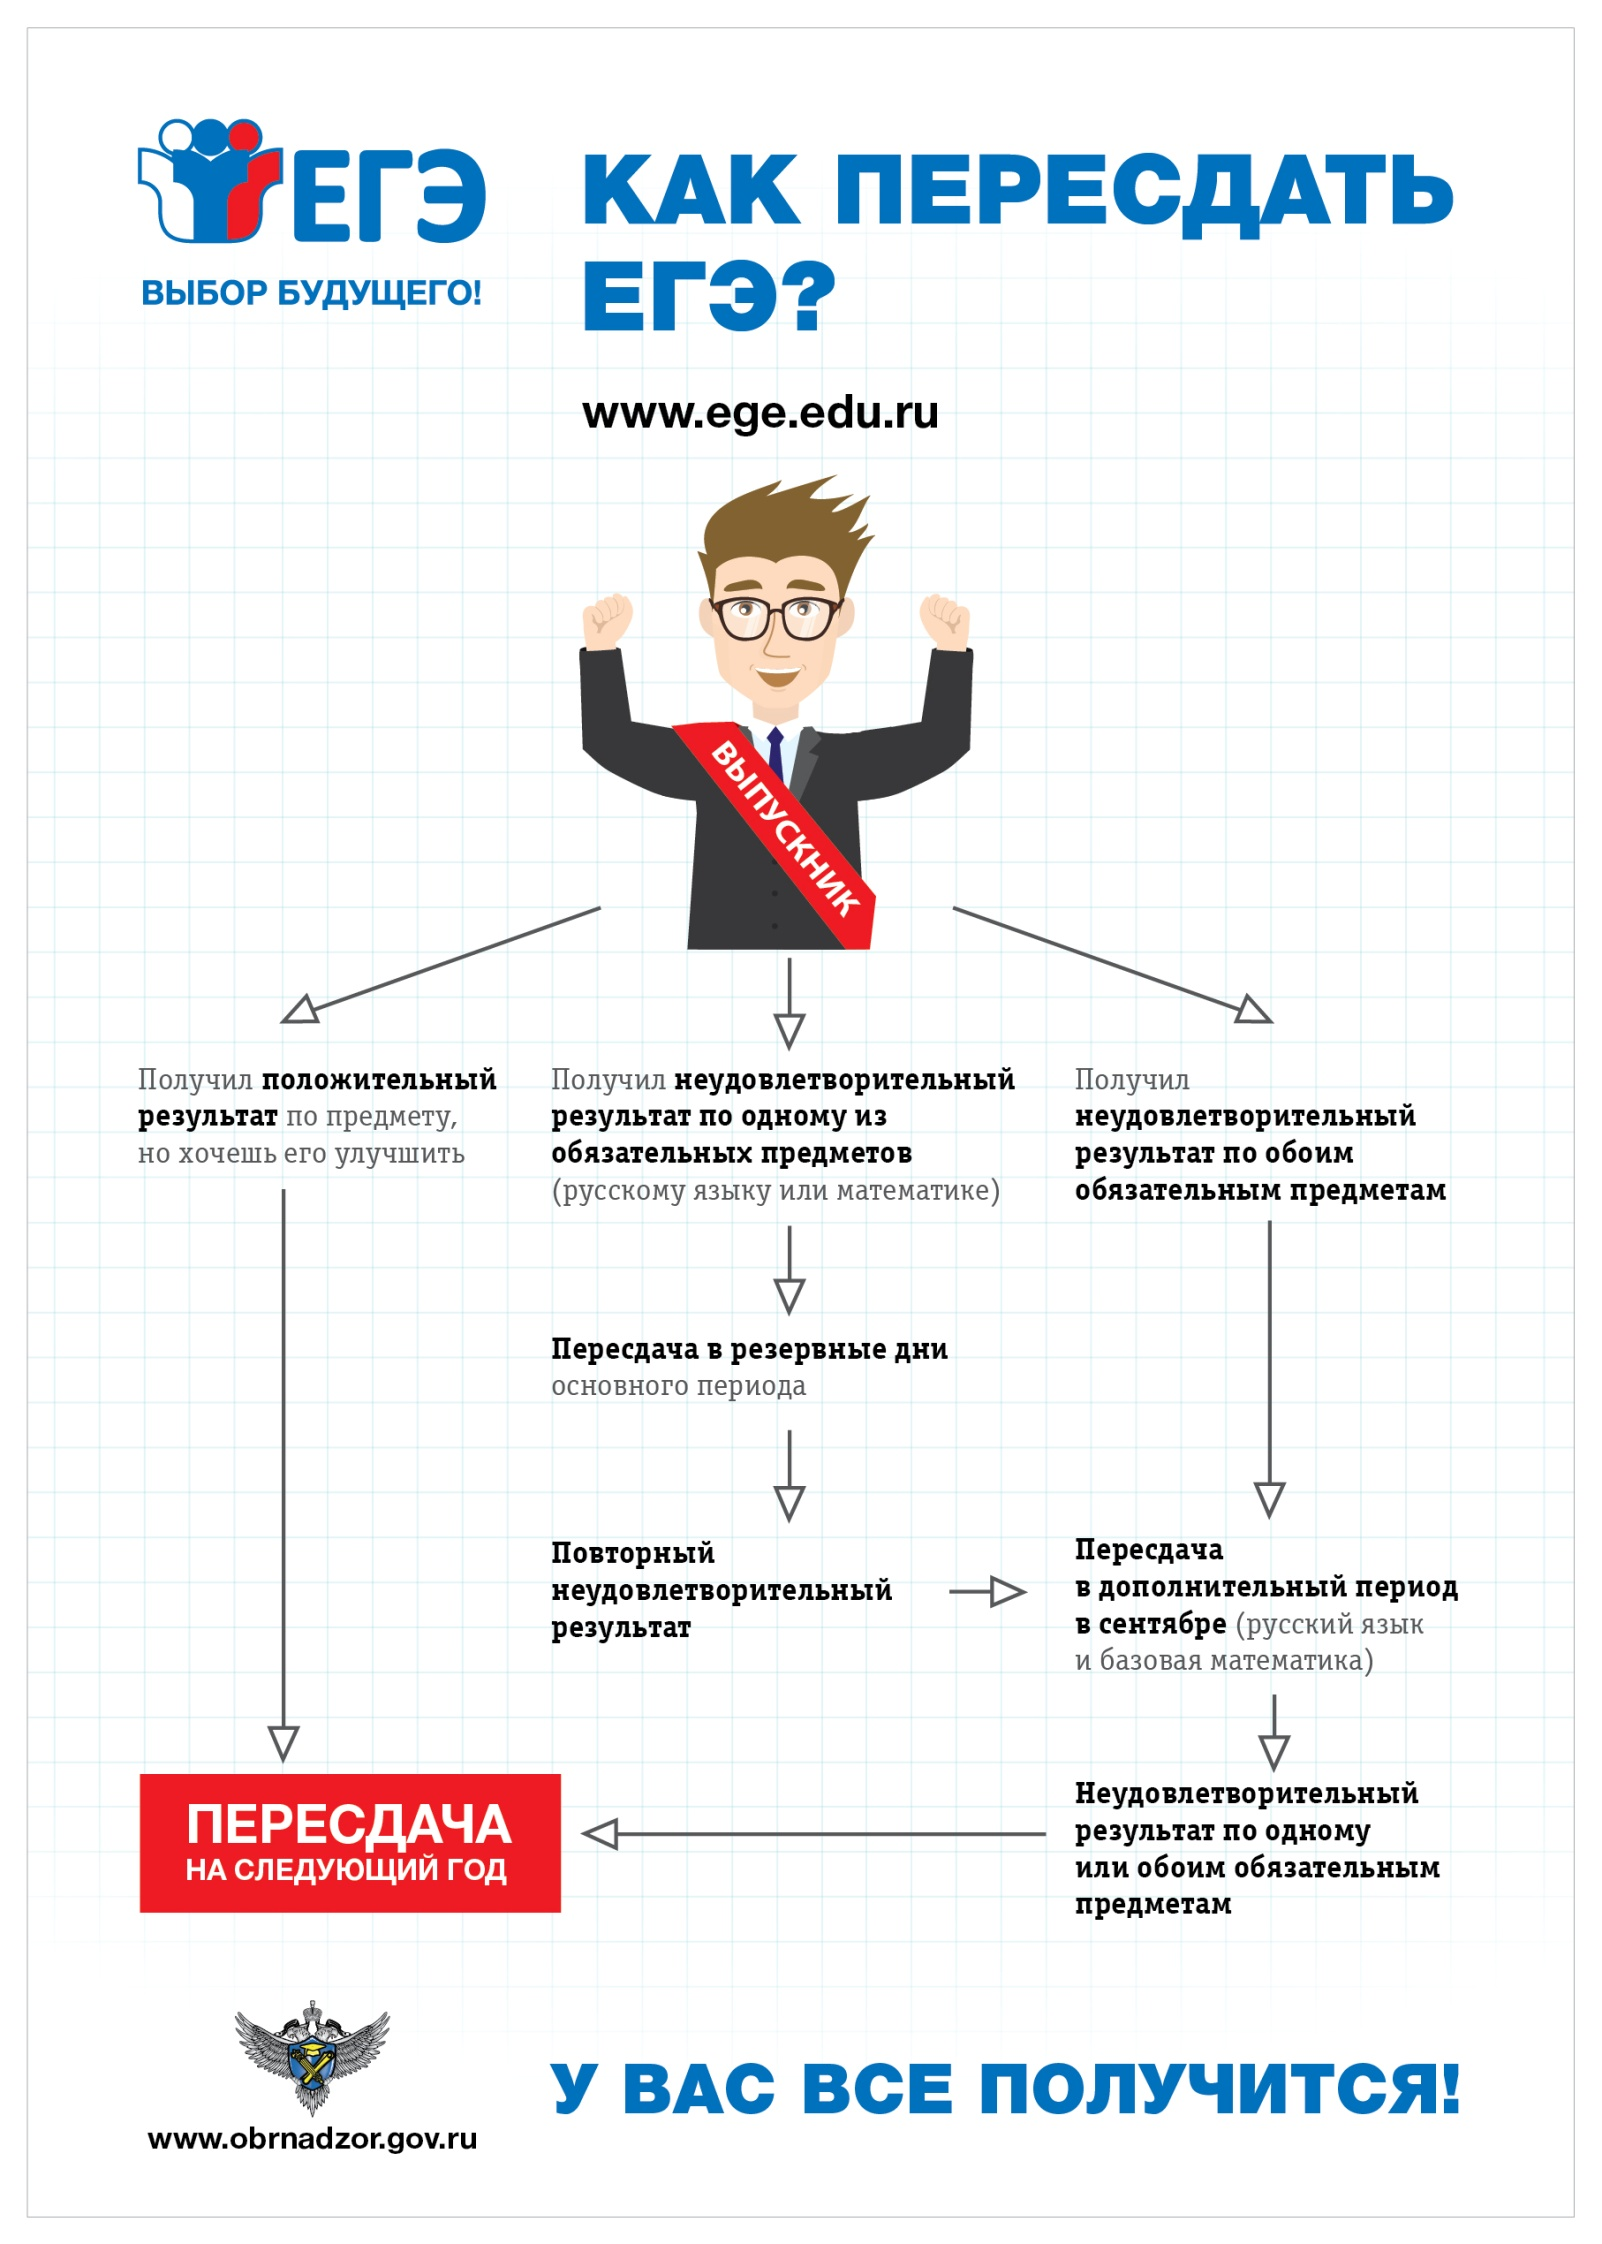 ЕГЭ
ВЫБОР БУДУЩЕГО!
КАК ПЕРЕСДАТЬ
ЕГЭ?
www.ege.edu.ru
ВЫПУСКНИК
Получил положительный
результат по предмету,
но хочешь его улучшить
Получил неудовлетворительный
результат по одному из
обязательных предметов
(русскому языку или математике)
Получил
неудовлетворительный
результат по обоим
обязательным предметам
Пересдача в резервные дни
основного периода
Повторный
неудовлетворительный
результат
Пересдача
в дополнительный период
в сентябре (русский язык
и базовая математика)
Неудовлетворительный
результат по одному
или обоим обязательным
предметам
ПЕРЕСДАЧА
НА СЛЕДУЮЩИЙ ГОД
www.obrnadzor.gov.ru
У ВАС ВСЕ ПОЛУЧИТСЯ!